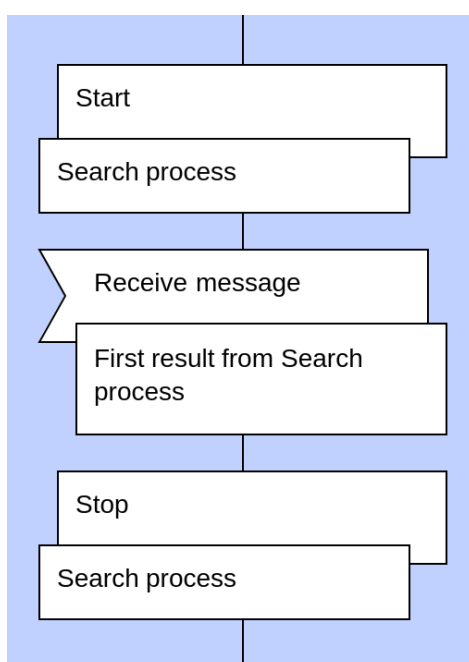 Start
Search process
Receive message
First result from Search
process
Stop
Search process